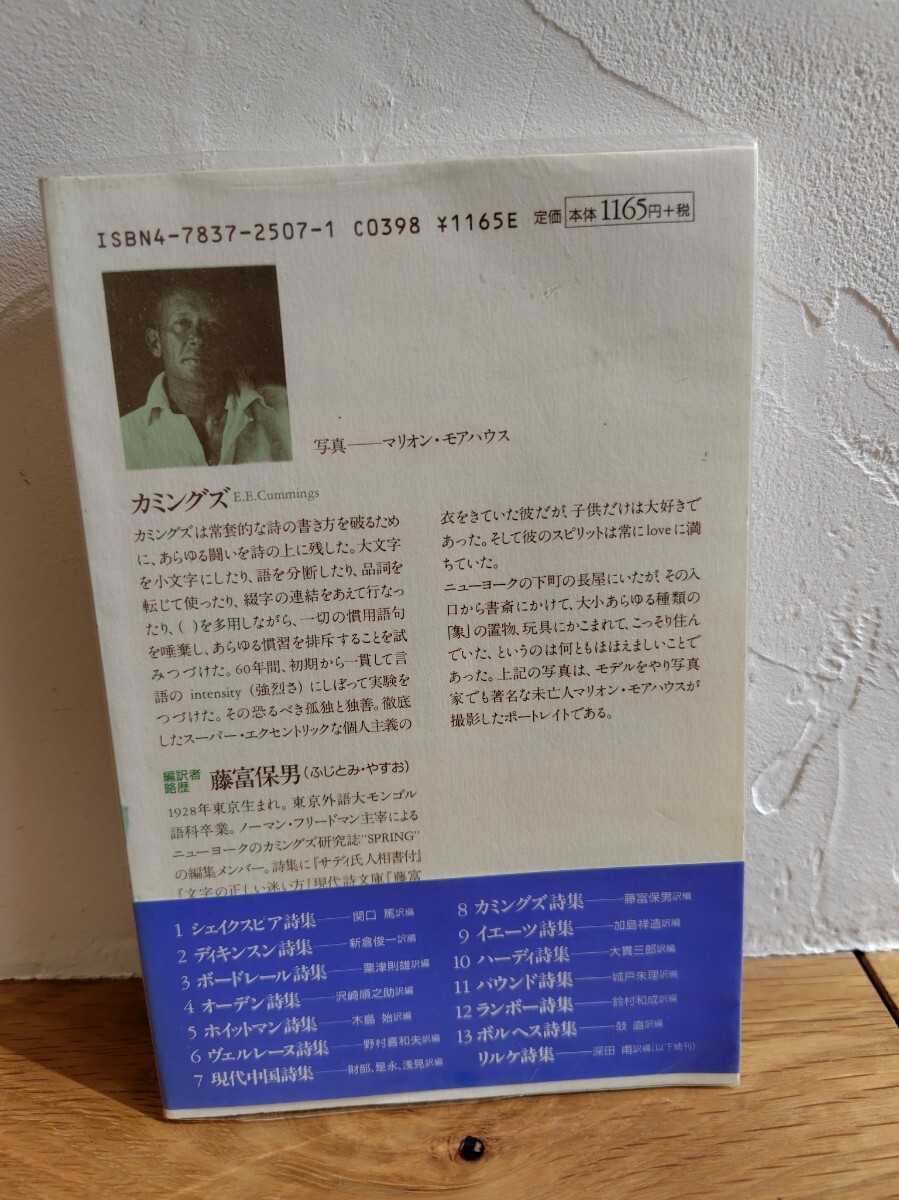 ISBN4-7837-2507-1 C0398 ¥1165E 定価 本体1165円+税
写真――マリオン・モアハウス
カミングズ E.E.Cummings
カミングズは常套的な詩の書き方を破るため
に、あらゆる闘いを詩の上に残した。大文字
を小文字にしたり、語を分断したり、品詞を
転じて使ったり、綴字の連結をあえて行なっ
たり、( )を多用しながら、一切の慣用語句
を唾棄し、あらゆる慣習を排斥することを試
みつづけた。60年間、初期から一貫して言
語の intensity (強烈さ) にしぼって実験を
つづけた。その恐るべき孤独と独善。徹底
したスーパー・エクセントリックな個人主義の
衣をきていた彼だが、子供だけは大好きで
あった。そして彼のスピリットは常にloveに満
ちていた。
ニューヨークの下町の長屋にいたが、その入
口から書斎にかけて、大小あらゆる種類の
「象」の置物、玩具にかこまれて、こっそり住ん
でいた、というのは何ともほほえましいことで
あった。上記の写真は、モデルをやり写真
家でも著名な未亡人マリオン・モアハウスが
撮影したポートレイトである。
編訳者
略歴
藤富保男(ふじとみ・やすお)
1928年東京生まれ。東京外語大モンゴル
語科卒業。ノーマン・フリードマン主宰による
ニューヨークのカミングズ研究誌"SPRING"
の編集メンバー。詩集に『サディ氏人相書付』
『文字の正しい迷い方』現代詩文庫『藤富
1 シェイクスピア詩集――関口 篤訳編
2 ディキンスン詩集――新倉俊一訳編
3 ボードレール詩集――粟津則雄訳編
4 オーデン詩集――沢崎順之助訳編
5 ホイットマン詩集――木島 始訳編
6 ヴェルレーヌ詩集――野村喜和夫訳編
7 現代中国詩集――財部、是永、浅見訳編
8 カミングズ詩集――藤富保男訳編
9 イエーツ詩集――加島祥造訳編
10 ハーディ詩集――大貫三郎訳編
11 パウンド詩集――城戸朱理訳編
12 ランボー詩集――鈴村和成訳編
13 ボルヘス詩集――鼓 直訳編
リルケ詩集――深田 甫訳編(以下続刊)